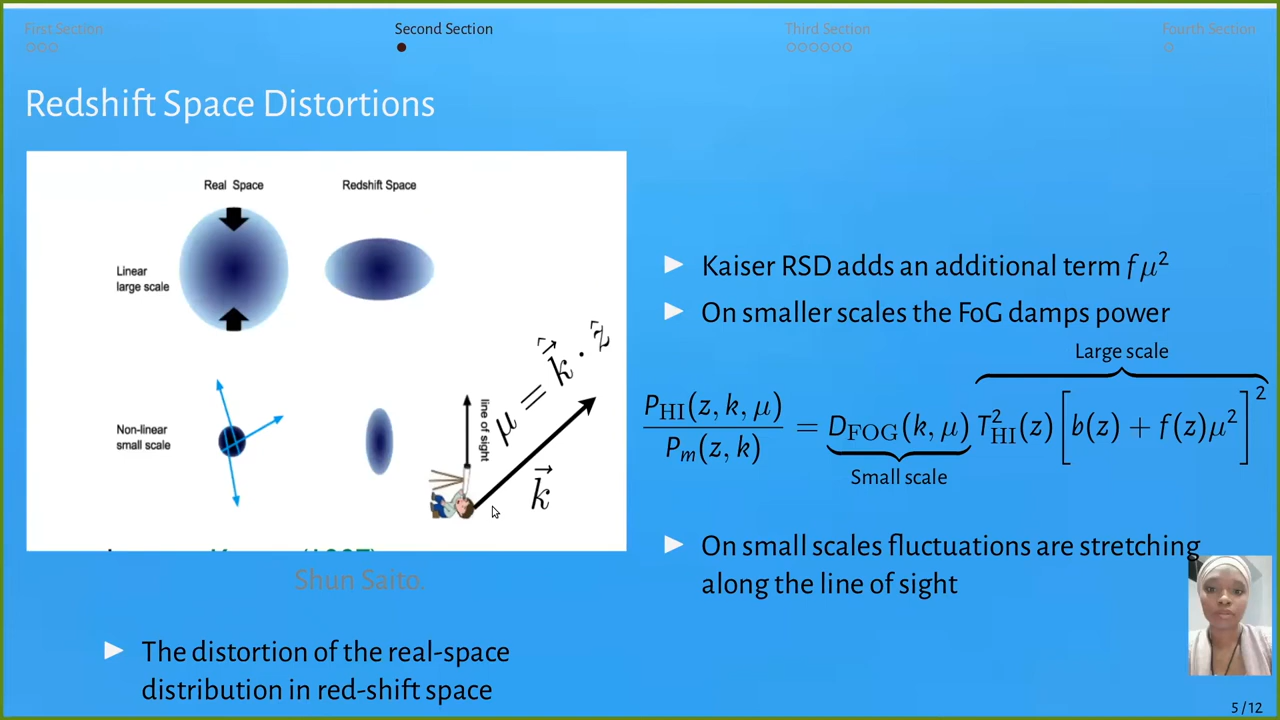 First Section
Second Section
Third Section
Fourth Section
Redshift Space Distortions
Real Space
Redshift Space
Linear
large scale
Non-linear
small scale
line of sight
μ = k̂ · ẑ
k⃗
Shun Saito.
▶ The distortion of the real-space
distribution in red-shift space
▶ Kaiser RSD adds an additional term fμ²
▶ On smaller scales the FoG damps power
Large scale
P_HI(z, k, μ) / P_m(z, k) = D_FOG(k, μ) T²_HI(z) [b(z) + f(z)μ²]²
Small scale
▶ On small scales fluctuations are stretching
along the line of sight
5 / 12